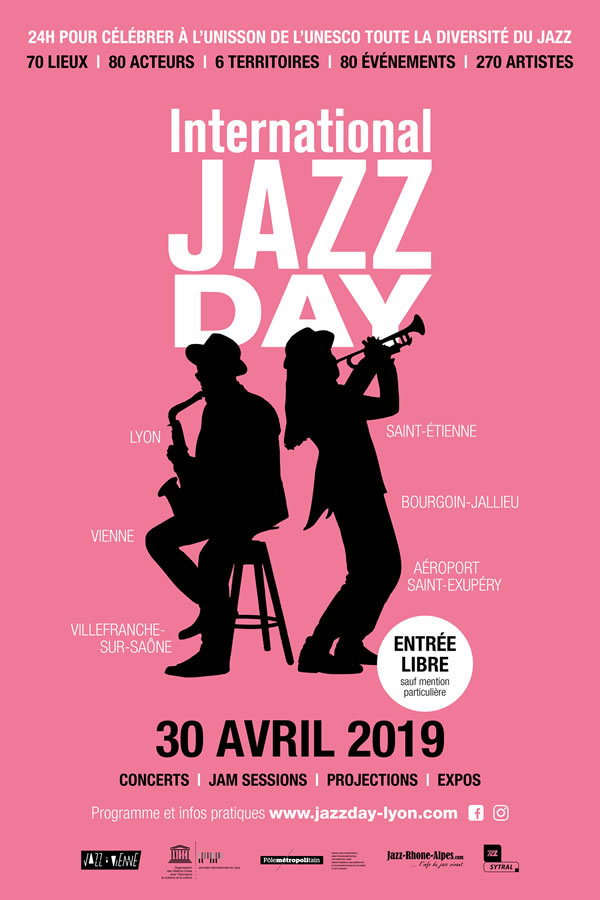 24H POUR CÉLÉBRER À L'UNISSON DE L'UNESCO TOUTE LA DIVERSITÉ DU JAZZ
70 LIEUX | 80 ACTEURS | 6 TERRITOIRES | 80 ÉVÉNEMENTS | 270 ARTISTES
International
JAZZ
DAY
LYON
SAINT-ÉTIENNE
BOURGOIN-JALLIEU
VIENNE
AÉROPORT
SAINT-EXUPÉRY
VILLEFRANCHE-
SUR-SAÔNE
ENTRÉE
LIBRE
sauf mention
particulière
30 AVRIL 2019
CONCERTS | JAM SESSIONS | PROJECTIONS | EXPOS
Programme et infos pratiques www.jazzday-lyon.com
JAZZ À VIENNE
UNESCO
Pôlemétropolitain
Jazz-Rhone-Alpes.com
SYTRAL